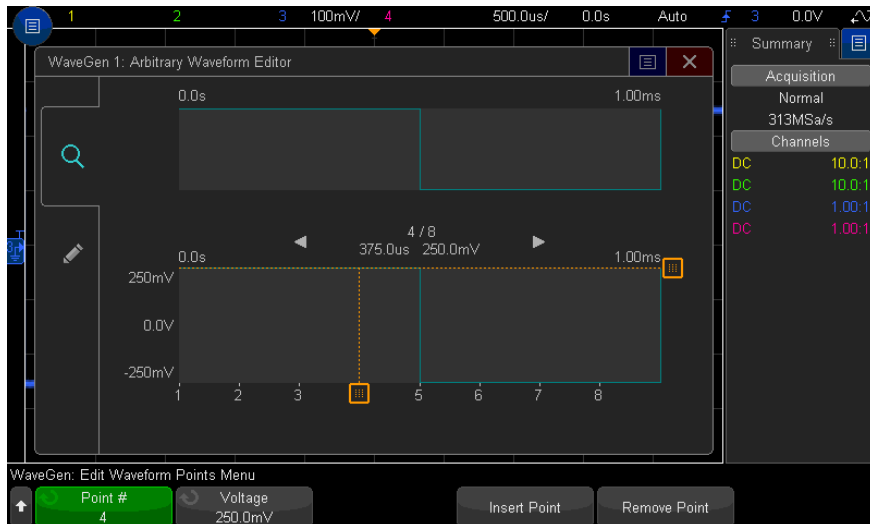 1 2 3 100mV/ 4 500.0us/ 0.0s Auto 3 0.0V
Summary
WaveGen 1: Arbitrary Waveform Editor
Acquisition
Normal
313MSa/s
Channels
DC 10.0:1
DC 10.0:1
DC 1.00:1
DC 1.00:1
0.0s 1.00ms
4 / 8
375.0us 250.0mV
0.0s 1.00ms
250mV
0.0V
-250mV
1 2 3 5 6 7 8
WaveGen: Edit Waveform Points Menu
Point # Voltage Insert Point Remove Point
4 250.0mV